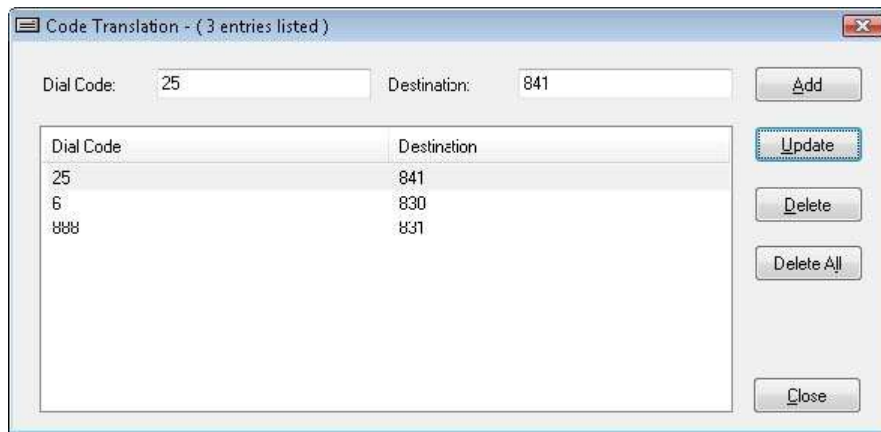 Code Translation - ( 3 entries listed )
Dial Code: 25 Destination: 841 Add
Dial Code Destination Update
25 841
6 830 Delete
888 831
Delete All
Close